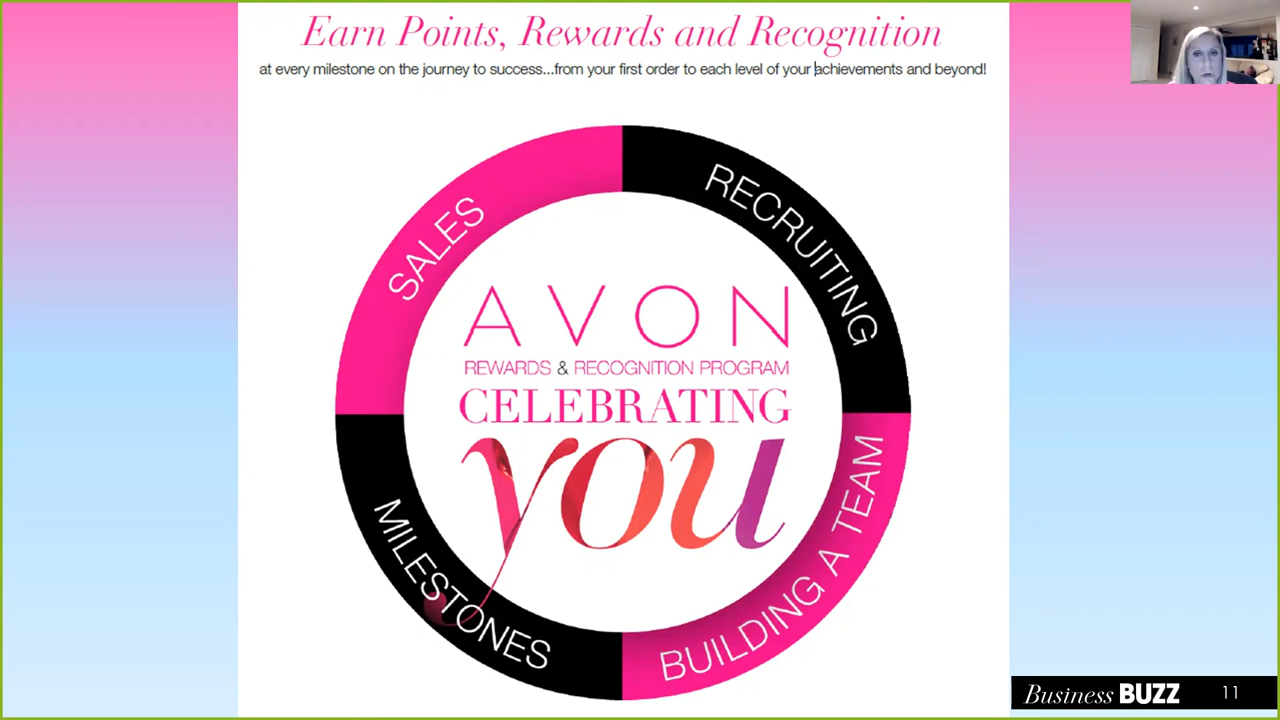 Earn Points, Rewards and Recognition
at every milestone on the journey to success...from your first order to each level of your achievements and beyond!
SALES
RECRUITING
AVON
REWARDS & RECOGNITION PROGRAM
CELEBRATING
you
MILESTONES
BUILDING A TEAM
Business BUZZ 11